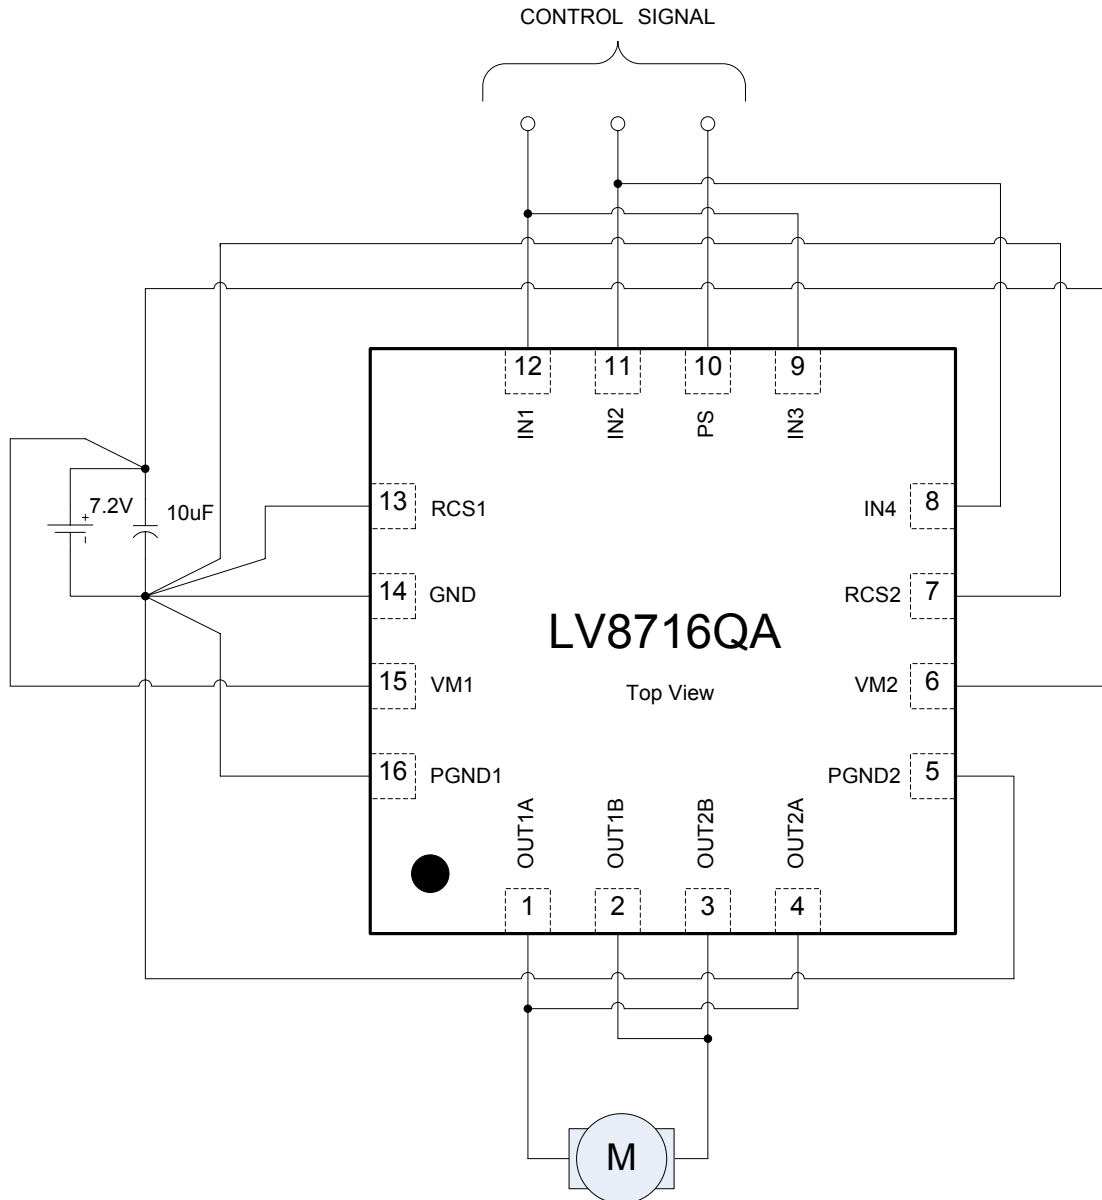 CONTROL SIGNAL
12
11
10
9
IN1
IN2
PS
IN3
7.2V
+
-
10uF
13
RCS1
IN4
8
14
GND
RCS2
7
LV8716QA
15
VM1
Top View
VM2
6
16
PGND1
PGND2
5
OUT1A
OUT1B
OUT2B
OUT2A
1
2
3
4
M